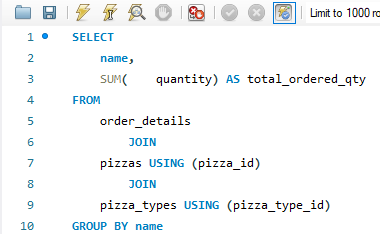 Limit to 1000 ro
1 SELECT
2 name,
3 SUM(    quantity) AS total_ordered_qty
4 FROM
5 order_details
6 JOIN
7 pizzas USING (pizza_id)
8 JOIN
9 pizza_types USING (pizza_type_id)
10 GROUP BY name